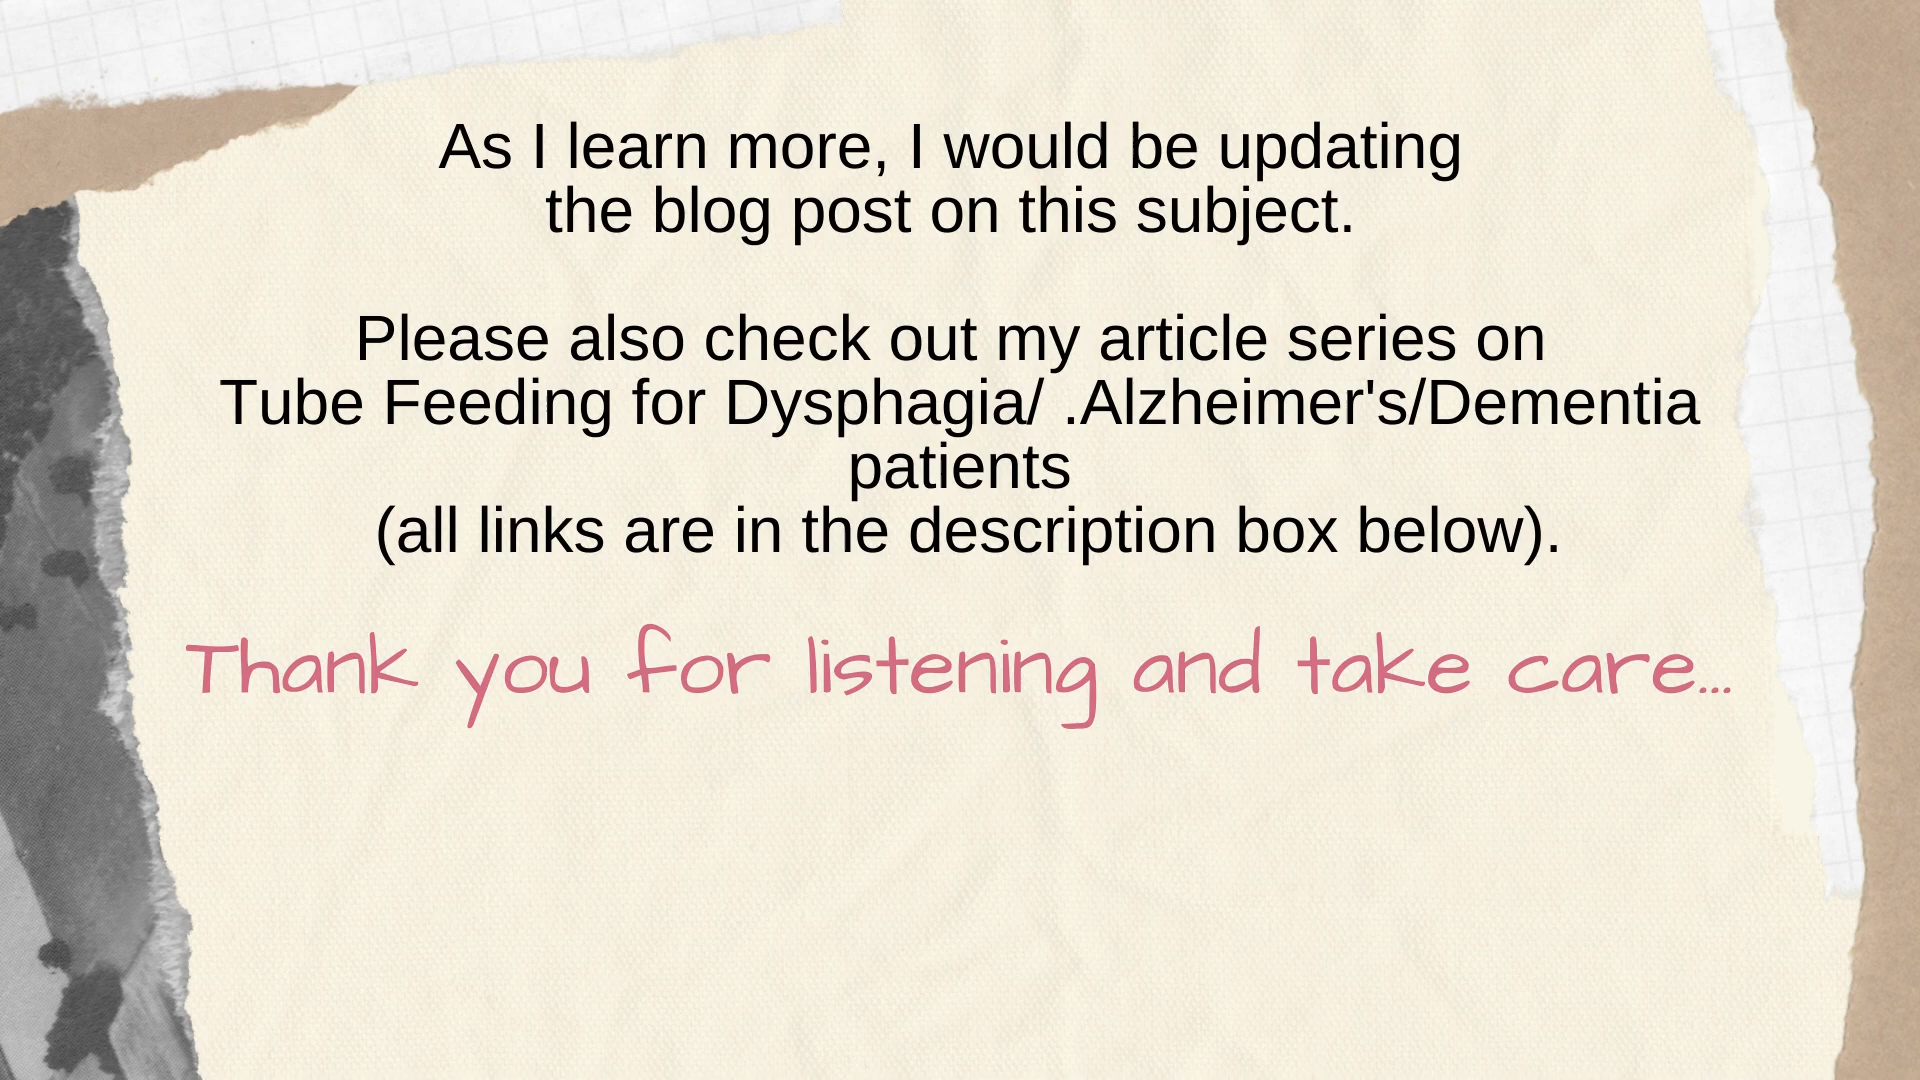 As I learn more, I would be updating
the blog post on this subject.
Please also check out my article series on
Tube Feeding for Dysphagia/ .Alzheimer's/Dementia
patients
(all links are in the description box below).
Thank you for listening and take care...